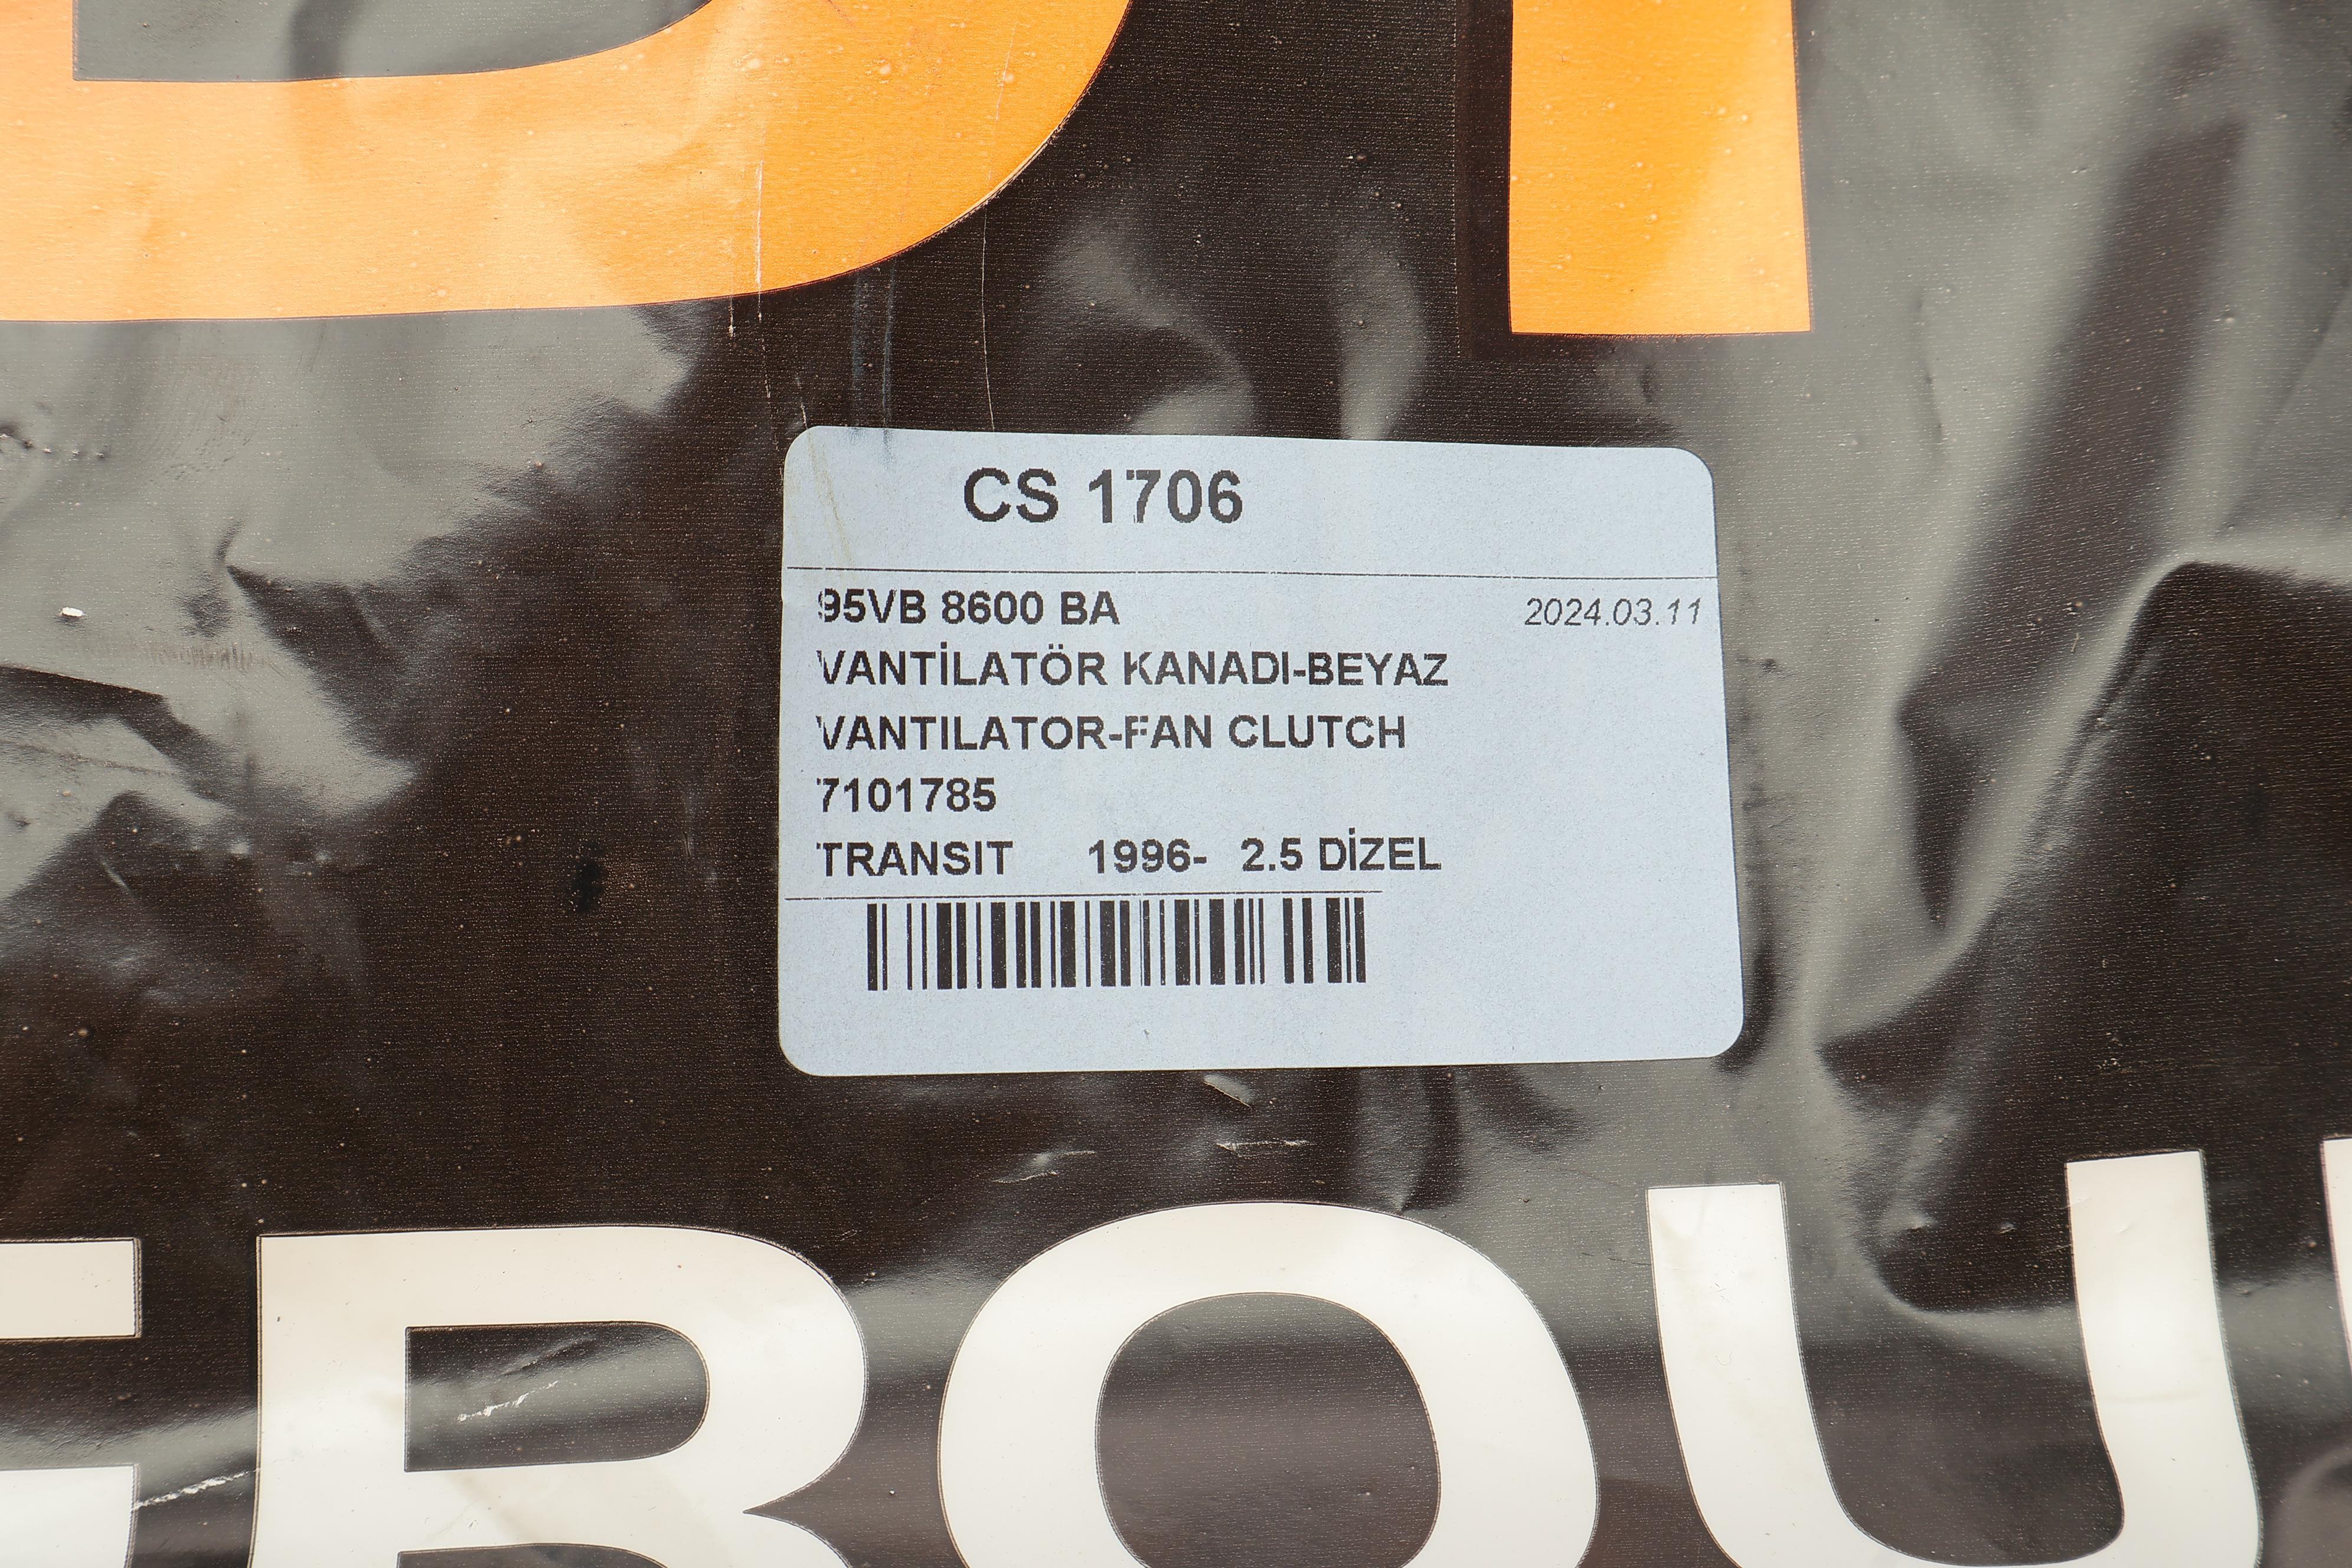 CS 1706
95VB 8600 BA 2024.03.11
VANTİLATÖR KANADI-BEYAZ
VANTILATOR-FAN CLUTCH
7101785
TRANSIT 1996- 2.5 DİZEL